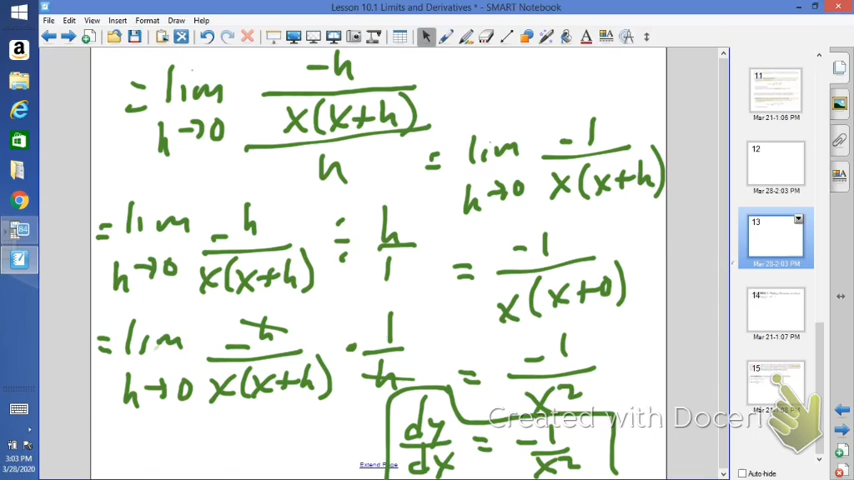 Lesson 10.1 Limits and Derivatives * - SMART Notebook
File Edit View Insert Format Draw Tools Help
= lim h→0 (-h / x(x+h)) / h
= lim h→0 -h / x(x+h) ÷ h / 1
= lim h→0 -h / x(x+h) · 1 / h
= lim h→0 -1 / x(x+h)
= -1 / x(x+0)
= -1 / x²
dy / dx = -1 / x²
Created with Doceri
Extend Page
11
Mar 21-1:06 PM
12
Mar 28-2:03 PM
13
Mar 28-2:03 PM
14
Mar 21-1:07 PM
15
Auto-hide
84
3:03 PM
3/28/2020